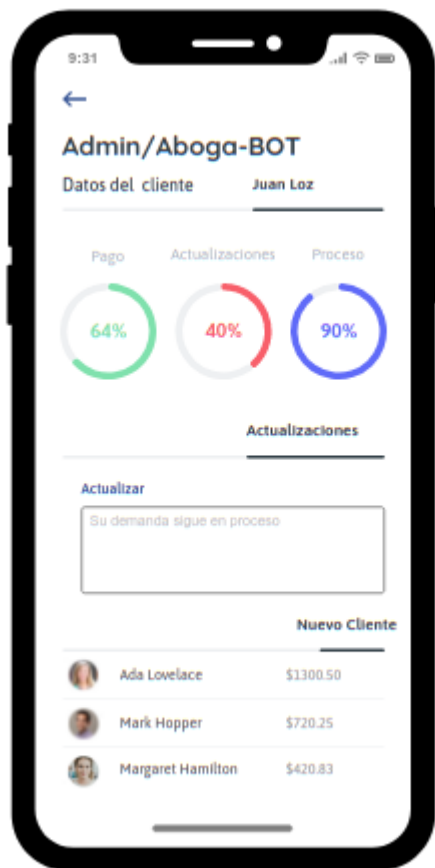 9:31
Admin/Aboga-BOT
Datos del cliente Juan Loz
Pago Actualizaciones Proceso
64% 40% 90%
Actualizaciones
Actualizar
Su demanda sigue en proceso
Nuevo Cliente
Ada Lovelace $1300.50
Mark Hopper $720.25
Margaret Hamilton $420.83